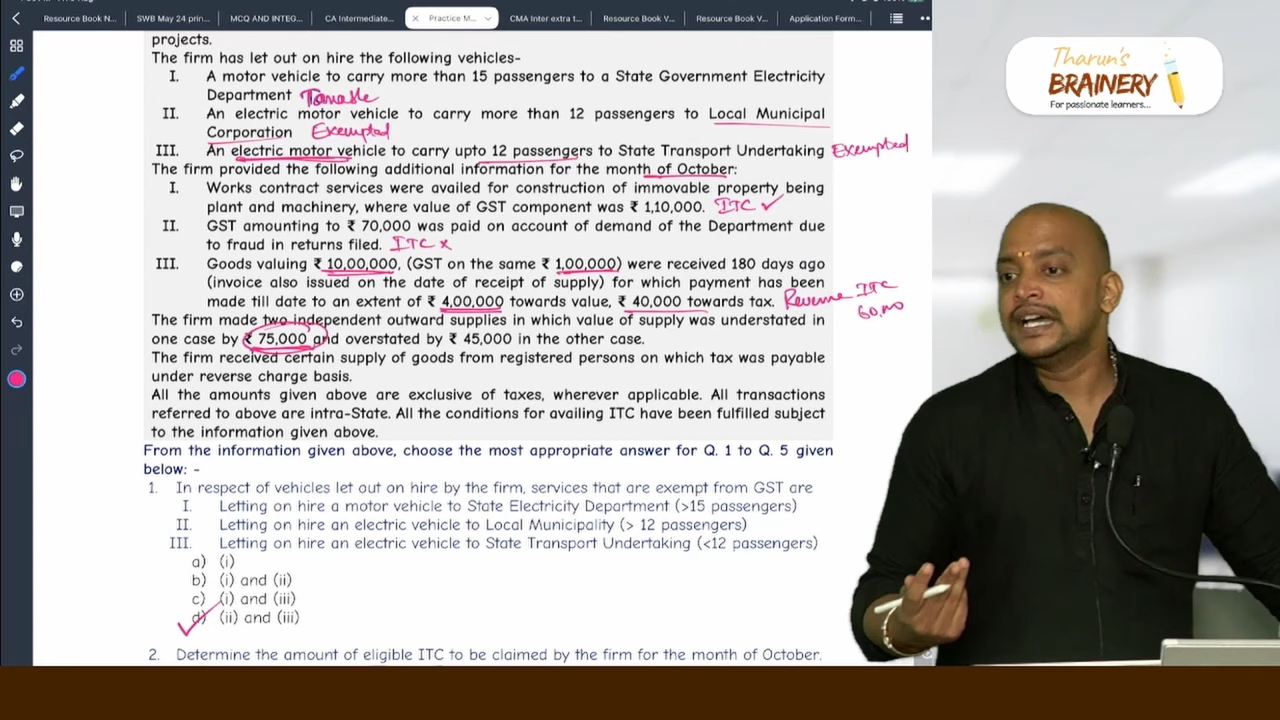 Resource Book N...
SWB May 24 prin...
MCQ AND INTEG...
CA Intermediate...
Practice M...
CMA Inter extra t...
Resource Book V...
Resource Book V...
Application Form...
Tharun's
BRAINERY
For passionate learners...
projects.
The firm has let out on hire the following vehicles-
I. A motor vehicle to carry more than 15 passengers to a State Government Electricity
Department Taxable
II. An electric motor vehicle to carry more than 12 passengers to Local Municipal
Corporation Exempted
III. An electric motor vehicle to carry upto 12 passengers to State Transport Undertaking Exempted
The firm provided the following additional information for the month of October:
I. Works contract services were availed for construction of immovable property being
plant and machinery, where value of GST component was ₹ 1,10,000. ITC ✓
II. GST amounting to ₹ 70,000 was paid on account of demand of the Department due
to fraud in returns filed. ITC x
III. Goods valuing ₹ 10,00,000, (GST on the same ₹ 1,00,000) were received 180 days ago
(invoice also issued on the date of receipt of supply) for which payment has been
made till date to an extent of ₹ 4,00,000 towards value, ₹ 40,000 towards tax. Reverse ITC
60,000
The firm made two independent outward supplies in which value of supply was understated in
one case by ₹ 75,000 and overstated by ₹ 45,000 in the other case.
The firm received certain supply of goods from registered persons on which tax was payable
under reverse charge basis.
All the amounts given above are exclusive of taxes, wherever applicable. All transactions
referred to above are intra-State. All the conditions for availing ITC have been fulfilled subject
to the information given above.
From the information given above, choose the most appropriate answer for Q. 1 to Q. 5 given
below: -
1. In respect of vehicles let out on hire by the firm, services that are exempt from GST are
I. Letting on hire a motor vehicle to State Electricity Department (>15 passengers)
II. Letting on hire an electric vehicle to Local Municipality (> 12 passengers)
III. Letting on hire an electric vehicle to State Transport Undertaking (<12 passengers)
a) (i)
b) (i) and (ii)
c) (i) and (iii)
d) (ii) and (iii)
2. Determine the amount of eligible ITC to be claimed by the firm for the month of October.